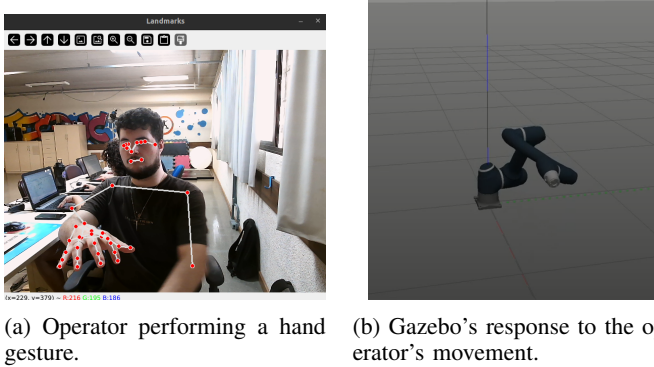 Landmarks
(x=229, y=379) ~ R:216 G:195 B:186
(a) Operator performing a hand
gesture.
(b) Gazebo's response to the o
erator's movement.